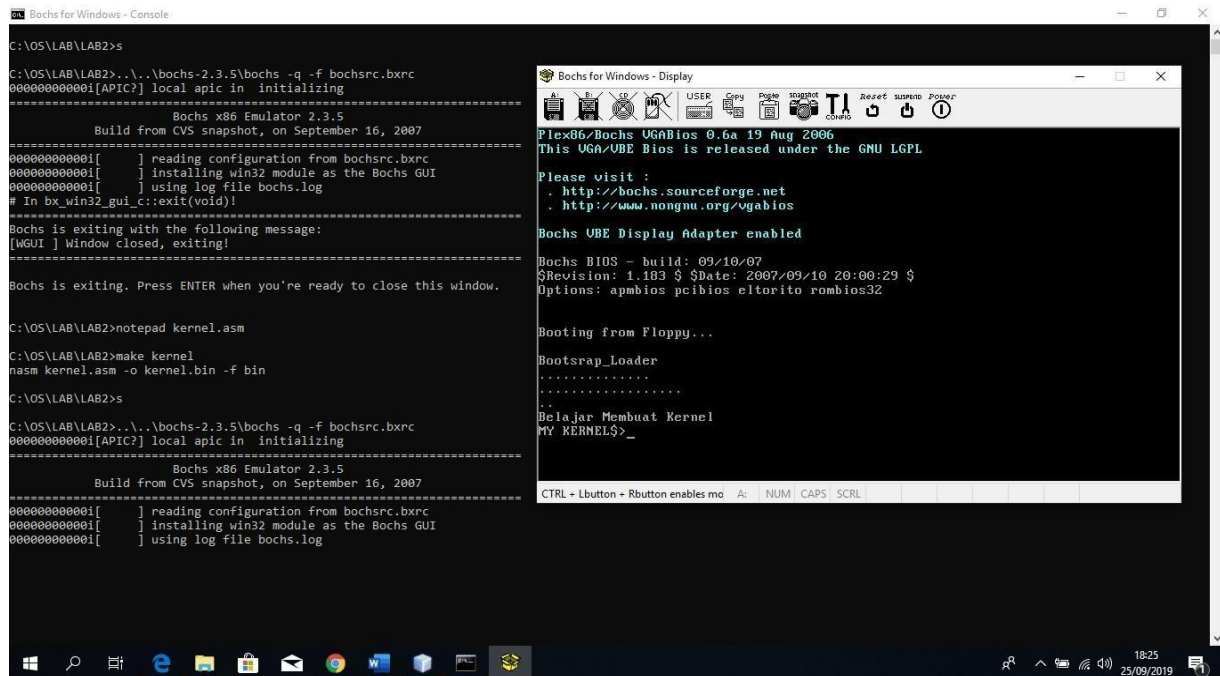 Bochs for Windows - Console
C:\OS\LAB\LAB2>s
C:\OS\LAB\LAB2>..\..\bochs-2.3.5\bochs -q -f bochsrc.bxrc
00000000000i[APIC?] local apic in  initializing
========================================================================
Bochs x86 Emulator 2.3.5
Build from CVS snapshot, on September 16, 2007
========================================================================
00000000000i[     ] reading configuration from bochsrc.bxrc
00000000000i[     ] installing win32 module as the Bochs GUI
00000000000i[     ] using log file bochs.log
# In bx_win32_gui_c::exit(void)!
========================================================================
Bochs is exiting with the following message:
[WGUI ] Window closed, exiting!
========================================================================
Bochs is exiting. Press ENTER when you're ready to close this window.
C:\OS\LAB\LAB2>notepad kernel.asm
C:\OS\LAB\LAB2>make kernel
nasm kernel.asm -o kernel.bin -f bin
C:\OS\LAB\LAB2>s
C:\OS\LAB\LAB2>..\..\bochs-2.3.5\bochs -q -f bochsrc.bxrc
00000000000i[APIC?] local apic in  initializing
========================================================================
Bochs x86 Emulator 2.3.5
Build from CVS snapshot, on September 16, 2007
========================================================================
00000000000i[     ] reading configuration from bochsrc.bxrc
00000000000i[     ] installing win32 module as the Bochs GUI
00000000000i[     ] using log file bochs.log
Bochs for Windows - Display
A: B: CD USER Copy Paste snapshot CONFIG Reset SUSPEND Power
Plex86/Bochs VGABios 0.6a 19 Aug 2006
This VGA/VBE Bios is released under the GNU LGPL
Please visit :
. http://bochs.sourceforge.net
. http://www.nongnu.org/vgabios
Bochs VBE Display Adapter enabled
Bochs BIOS - build: 09/10/07
$Revision: 1.183 $ $Date: 2007/09/10 20:00:29 $
Options: apmbios pcibios eltorito rombios32
Booting from Floppy...
Bootsrap_Loader
..............
..................
..
Belajar Membuat Kernel
MY KERNEL$>_
CTRL + Lbutton + Rbutton enables mo A: NUM CAPS SCRL
18:25
25/09/2019